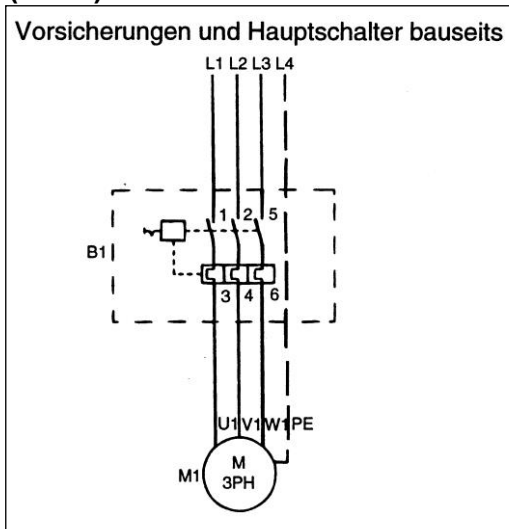 Vorsicherungen und Hauptschalter bauseits
L1 L2 L3 L4
1 2 5
B1
3 4 6
U1 V1 W1 PE
M1
M
3PH